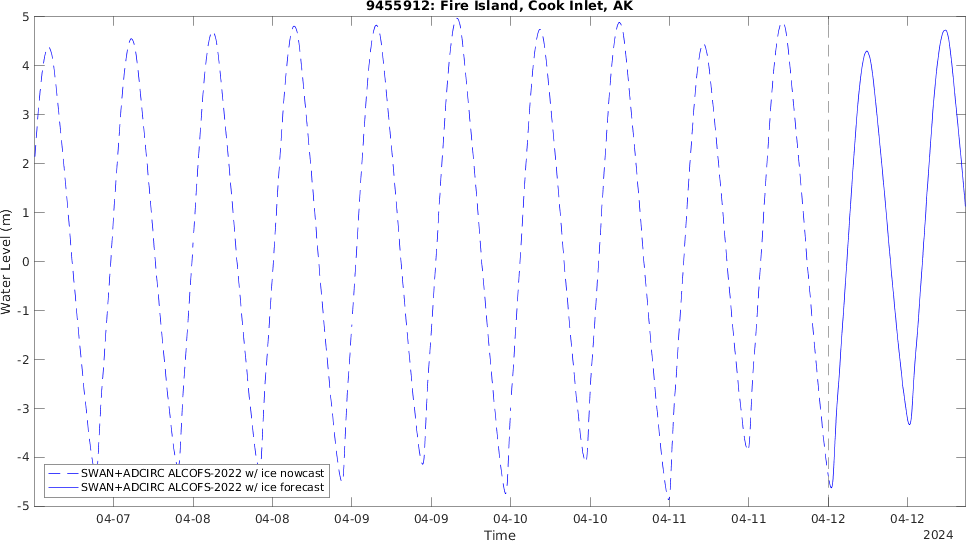 9455912: Fire Island, Cook Inlet, AK
Water Level (m)
5
4
3
2
1
0
-1
-2
-3
-4
-5
SWAN+ADCIRC ALCOFS-2022 w/ ice nowcast
SWAN+ADCIRC ALCOFS-2022 w/ ice forecast
04-07 04-08 04-08 04-09 04-09 04-10 04-10 04-11 04-11 04-12 04-12
Time
2024